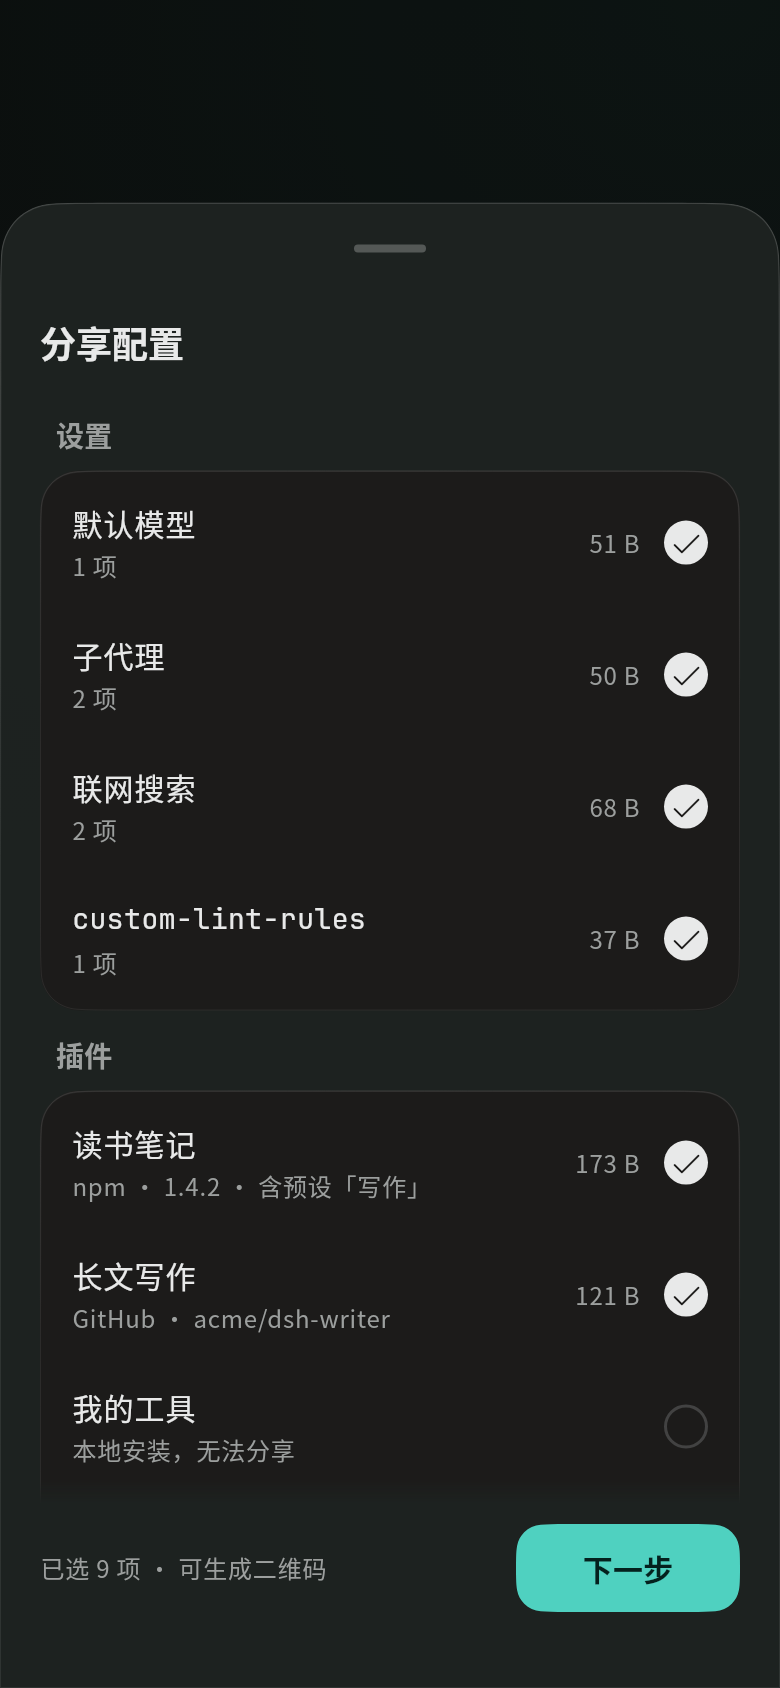 分享配置
设置
默认模型
1 项
51 B
子代理
2 项
50 B
联网搜索
2 项
68 B
custom-lint-rules
1 项
37 B
插件
读书笔记
npm · 1.4.2 · 含预设「写作」
173 B
长文写作
GitHub · acme/dsh-writer
121 B
我的工具
本地安装，无法分享
已选 9 项 · 可生成二维码
下一步